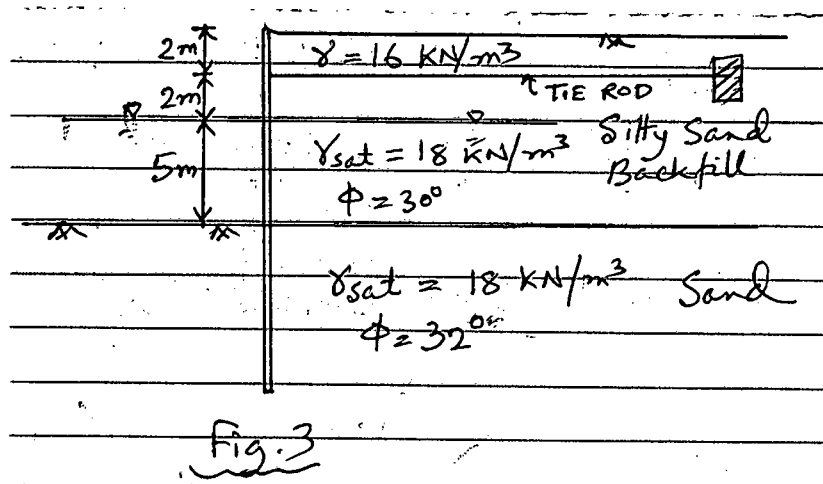 2m
γ = 16 KN/m3
2m
↑ TIE ROD
5m
γsat = 18 KN/m3
Silty Sand
Backfill
φ = 30°
γsat = 18 KN/m3 Sand
φ = 32°
Fig. 3